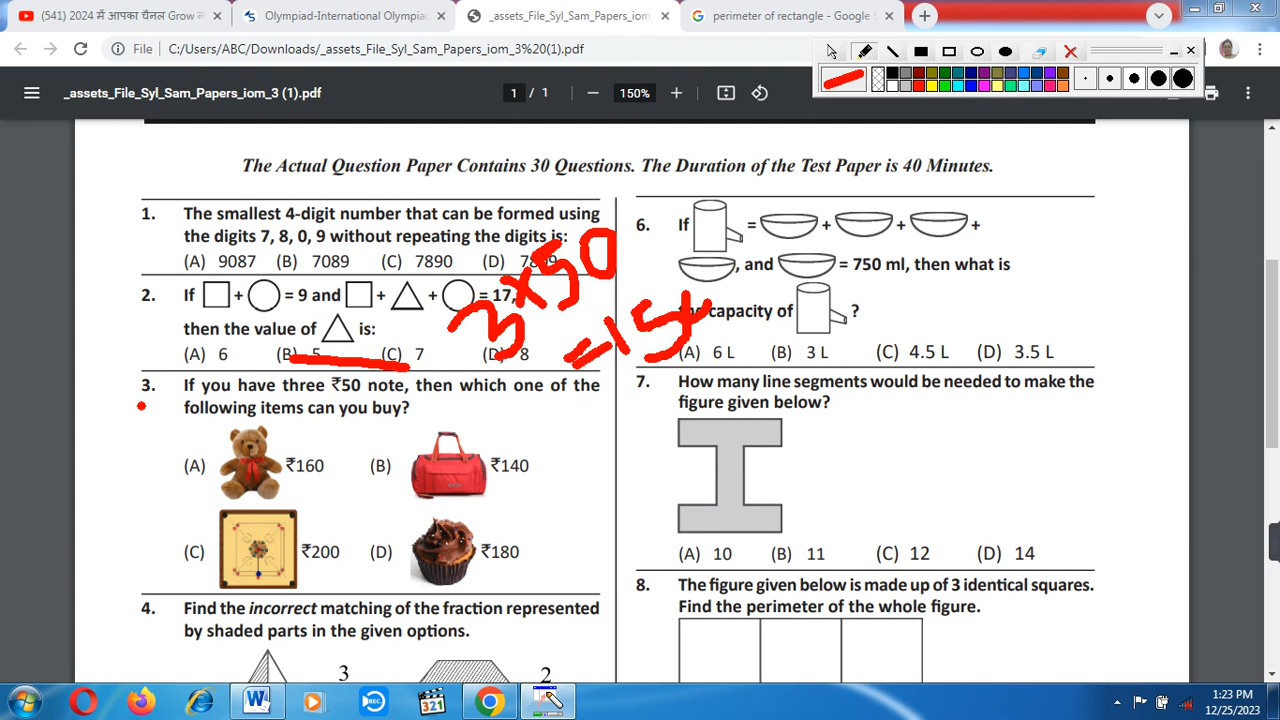 (541) 2024 में आपका चैनल Grow
Olympiad-International Olympiad
_assets_File_Syl_Sam_Papers_iom_
perimeter of rectangle - Google S
File
C:/Users/ABC/Downloads/_assets_File_Syl_Sam_Papers_iom_3%20(1).pdf
_assets_File_Syl_Sam_Papers_iom_3 (1).pdf
1 / 1
150%
The Actual Question Paper Contains 30 Questions. The Duration of the Test Paper is 40 Minutes.
1. The smallest 4-digit number that can be formed using
the digits 7, 8, 0, 9 without repeating the digits is:
(A) 9087 (B) 7089 (C) 7890 (D)
2. If + = 9 and + + = 17,
then the value of is:
(A) 6 (B) 5 (C) 7 (D) 8
3×50
=15
3. If you have three ₹50 note, then which one of the
following items can you buy?
(A) ₹160 (B) ₹140
(C) ₹200 (D) ₹180
4. Find the incorrect matching of the fraction represented
by shaded parts in the given options.
3
2
6. If = + + +
, and = 750 ml, then what is
the capacity of ?
(A) 6 L (B) 3 L (C) 4.5 L (D) 3.5 L
7. How many line segments would be needed to make the
figure given below?
(A) 10 (B) 11 (C) 12 (D) 14
8. The figure given below is made up of 3 identical squares.
Find the perimeter of the whole figure.
REC
321
1:23 PM
12/25/2023